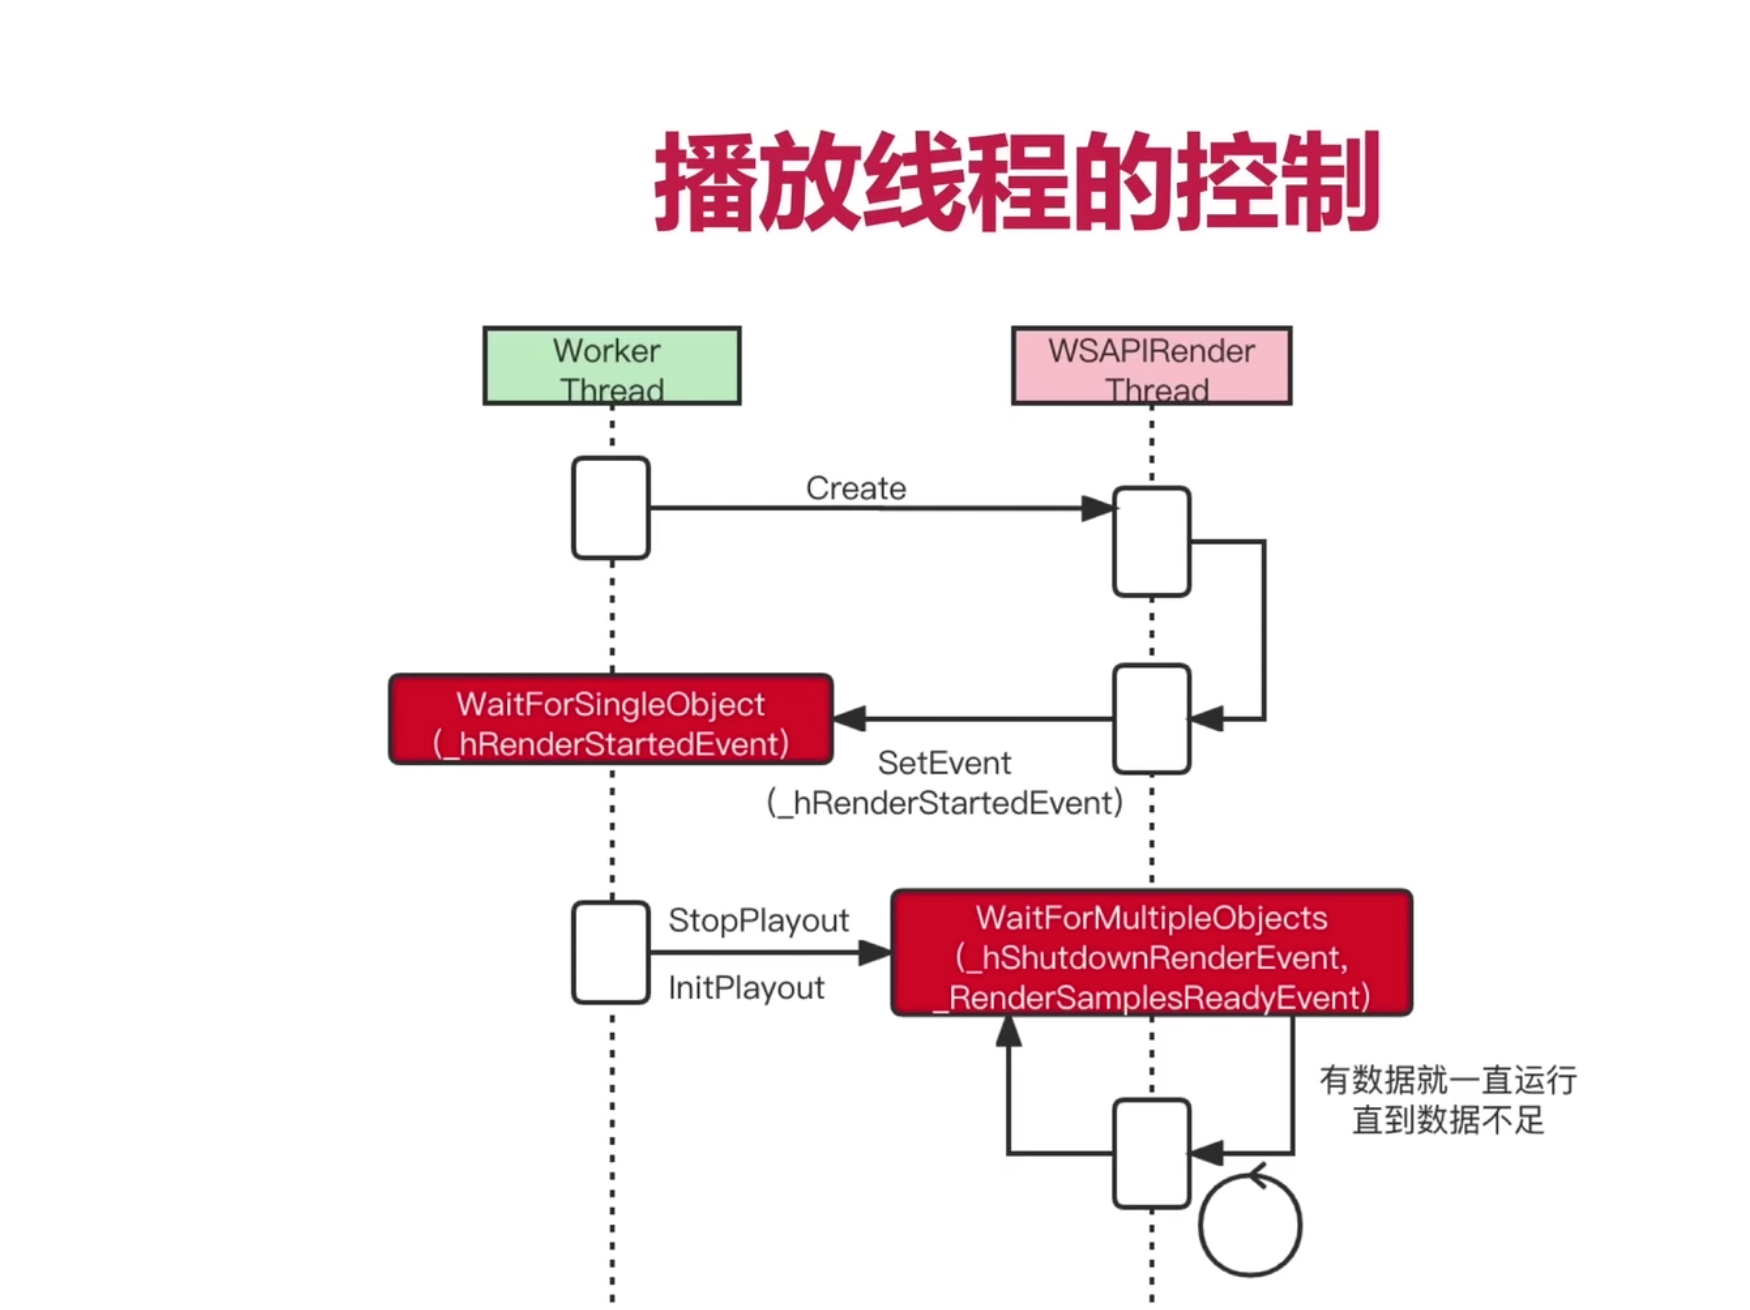 播放线程的控制
Worker
Thread
WSAPIRender
Thread
Create
WaitForSingleObject
(_hRenderStartedEvent)
SetEvent
(_hRenderStartedEvent)
StopPlayout
InitPlayout
WaitForMultipleObjects
(_hShutdownRenderEvent,
_RenderSamplesReadyEvent)
有数据就一直运行
直到数据不足